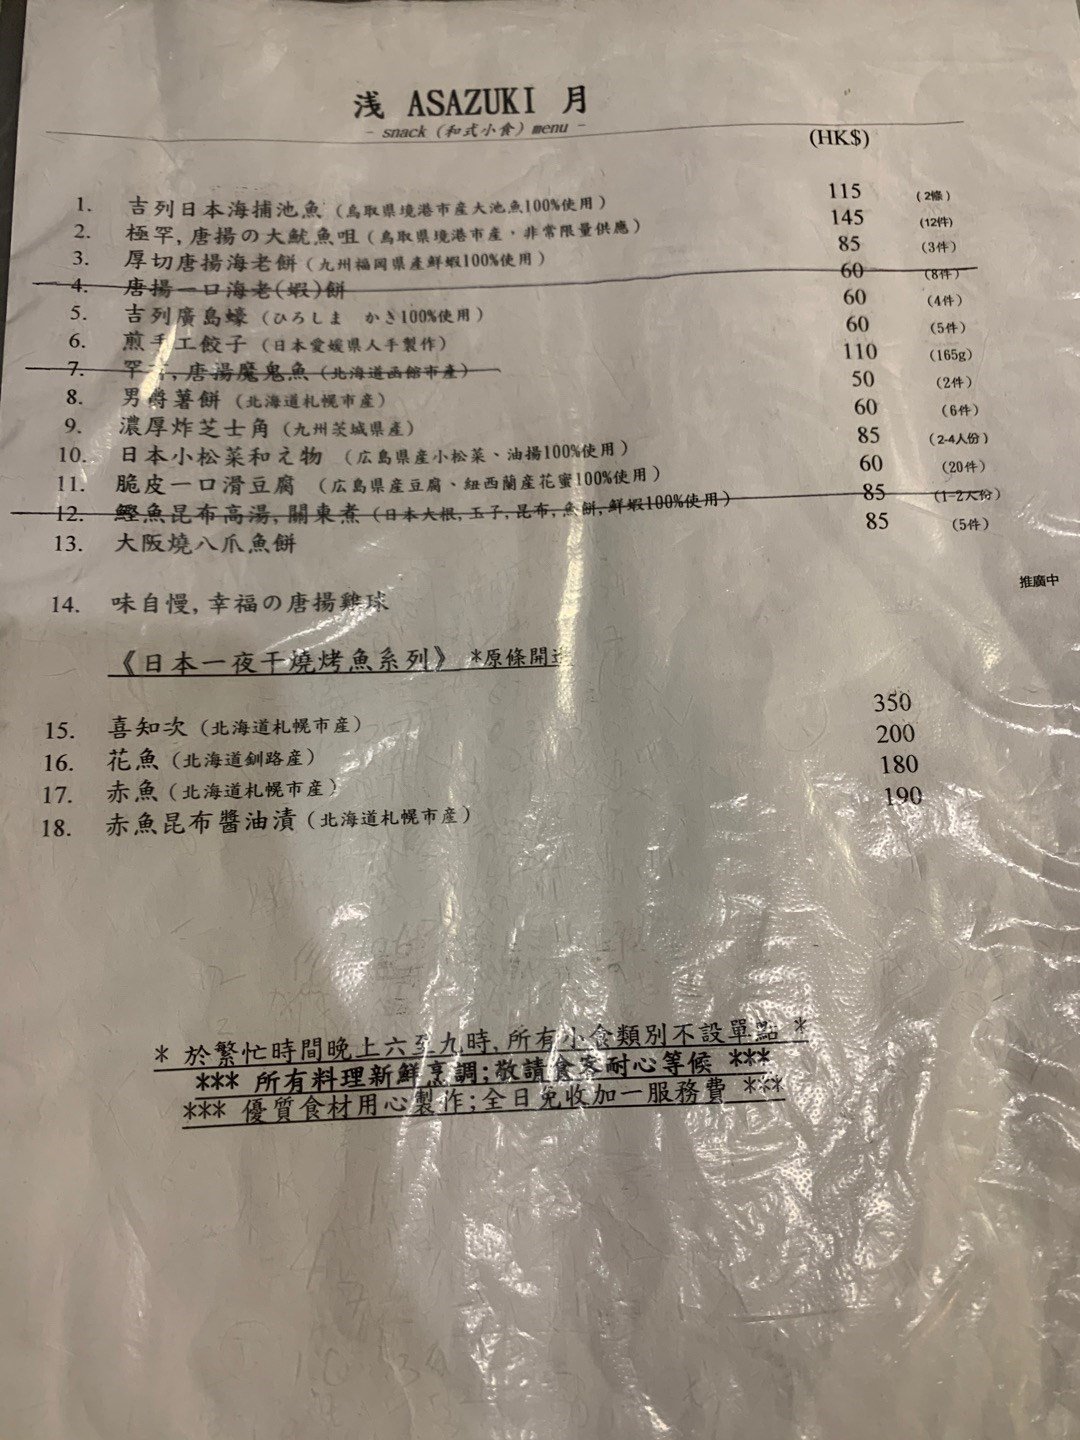 浅 ASAZUKI 月
- snack (和式小食) menu -
(HK$)
1. 吉列日本海捕池魚 (鳥取県境港市産大池魚100%使用) 115 (2條)
2. 極罕,唐揚の大魷魚咀 (鳥取県境港市産・非常限量供應) 145 (12件)
3. 厚切唐揚海老餅 (九州福岡県産鮮蝦100%使用) 85 (3件)
4. 唐揚一口海老(蝦)餅 60 (8件)
5. 吉列廣島蠔 (ひろしま かき100%使用) 60 (4件)
6. 煎手工餃子 (日本愛媛県人手製作) 60 (5件)
7. 罕有,唐揚魔鬼魚 (北海道函館市産) 110 (165g)
8. 男爵薯餅 (北海道札幌市産) 50 (2件)
9. 濃厚炸芝士角 (九州茨城県産) 60 (6件)
10. 日本小松菜和え物 (広島県産小松菜、油揚100%使用) 85 (2-4人份)
11. 脆皮一口滑豆腐 (広島県産豆腐、紐西蘭産花蜜100%使用) 60 (20件)
12. 鰹魚昆布高湯,關東煮 (日本大根,玉子,昆布,魚餅,鮮蝦100%使用) 85 (1-2人份)
13. 大阪燒八爪魚餅 85 (5件)
推廣中
14. 味自慢,幸福の唐揚雞球
《日本一夜干燒烤魚系列》 *原條開
15. 喜知次 (北海道札幌市産) 350
16. 花魚 (北海道釧路産) 200
17. 赤魚 (北海道札幌市産) 180
18. 赤魚昆布醬油漬 (北海道札幌市産) 190
* 於繁忙時間晚上六至九時,所有小食類別不設單點 *
*** 所有料理新鮮烹調;敬請食客耐心等候 ***
*** 優質食材用心製作;全日免收加一服務費 ***